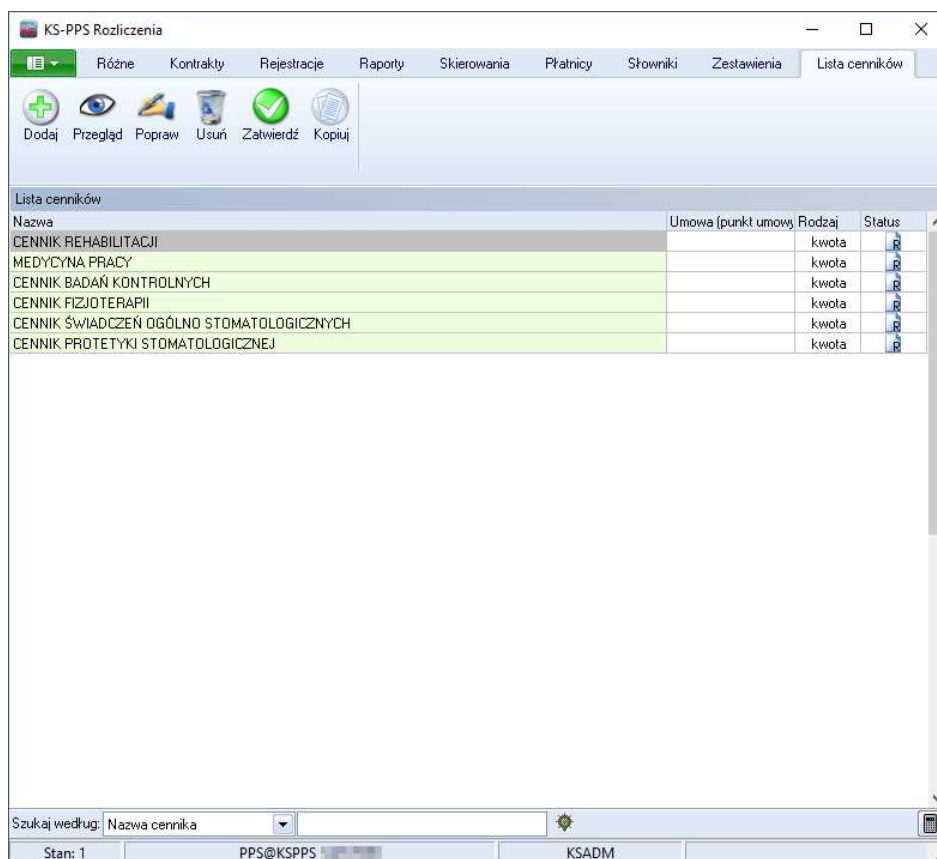 KS-PPS Rozliczenia
Różne Kontrakty Rejestracje Raporty Skierowania Płatnicy Słowniki Zestawienia Lista cenników
Dodaj Przegląd Popraw Usuń Zatwierdź Kopiuj
Lista cenników
Nazwa Umowa (punkt umowy Rodzaj Status
CENNIK REHABILITACJI kwota R
MEDYCYNA PRACY kwota R
CENNIK BADAŃ KONTROLNYCH kwota R
CENNIK FIZJOTERAPII kwota R
CENNIK ŚWIADCZEŃ OGÓLNO STOMATOLOGICZNYCH kwota R
CENNIK PROTETYKI STOMATOLOGICZNEJ kwota R
Szukaj według: Nazwa cennika
Stan: 1 PPS@KSPPS KSADM